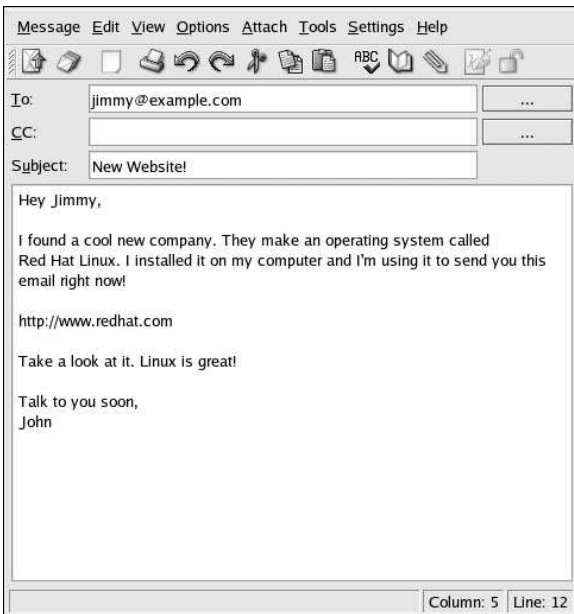 Message Edit View Options Attach Tools Settings Help
ABC
To: jimmy@example.com ...
CC: ...
Subject: New Website!
Hey Jimmy,
I found a cool new company. They make an operating system called
Red Hat Linux. I installed it on my computer and I'm using it to send you this
email right now!
http://www.redhat.com
Take a look at it. Linux is great!
Talk to you soon,
John
Column: 5 Line: 12